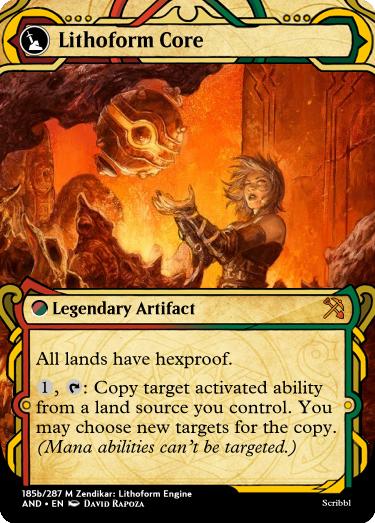 Lithoform Core
Legendary Artifact
All lands have hexproof.
1, : Copy target activated ability
from a land source you control. You
may choose new targets for the copy.
(Mana abilities can't be targeted.)
185b/287 M Zendikar: Lithoform Engine
AND • EN David Rapoza
Scribbl